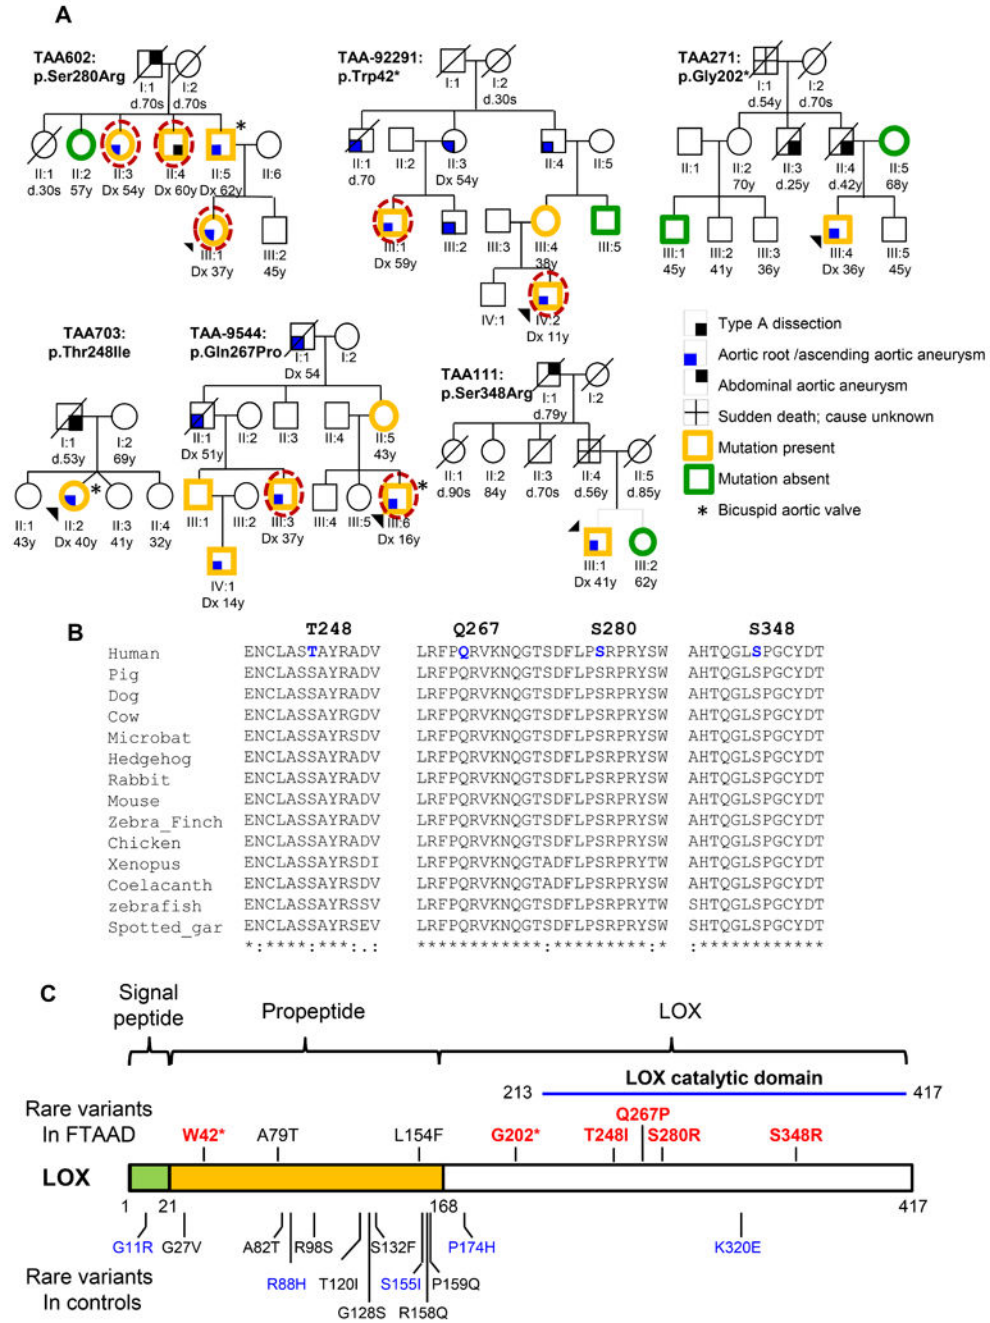 A
TAA602:
p.Ser280Arg
I:1 I:2
d.70s d.70s
II:1 II:2 II:3 II:4 II:5 II:6
d.30s 57y Dx 54y Dx 60y Dx 62y
*
III:1 III:2
Dx 37y 45y
TAA-92291:
p.Trp42*
I:1 I:2
d.30s
II:1 II:2 II:3 II:4 II:5
d.70 Dx 54y
III:1 III:2 III:3 III:4 III:5
Dx 59y 38y
IV:1 IV:2
Dx 11y
TAA271:
p.Gly202*
I:1 I:2
d.54y d.70s
II:1 II:2 II:3 II:4 II:5
70y d.25y d.42y 68y
III:1 III:2 III:3 III:4 III:5
45y 41y 36y Dx 36y 45y
TAA703:
p.Thr248Ile
I:1 I:2
d.53y 69y
*
II:1 II:2 II:3 II:4
43y Dx 40y 41y 32y
TAA-9544:
p.Gln267Pro
I:1 I:2
Dx 54
II:1 II:2 II:3 II:4 II:5
Dx 51y 43y
*
III:1 III:2 III:3 III:4 III:5 III:6
Dx 37y Dx 16y
IV:1
Dx 14y
TAA111:
p.Ser348Arg
I:1 I:2
d.79y
II:1 II:2 II:3 II:4 II:5
d.90s 84y d.70s d.56y d.85y
III:1 III:2
Dx 41y 62y
Type A dissection
Aortic root /ascending aortic aneurysm
Abdominal aortic aneurysm
Sudden death; cause unknown
Mutation present
Mutation absent
* Bicuspid aortic valve
B
T248 Q267 S280 S348
Human ENCLASTAYRADV LRFPQRVKNQGTSDFLPSRPRYSW AHTQGLSPGCYDT
Pig ENCLASSAYRADV LRFPQRVKNQGTSDFLPSRPRYSW AHTQGLSPGCYDT
Dog ENCLASSAYRADV LRFPQRVKNQGTSDFLPSRPRYSW AHTQGLSPGCYDT
Cow ENCLASSAYRGDV LRFPQRVKNQGTSDFLPSRPRYSW AHTQGLSPGCYDT
Microbat ENCLASSAYRSDV LRFPQRVKNQGTSDFLPSRPRYSW AHTQGLSPGCYDT
Hedgehog ENCLASSAYRADV LRFPQRVKNQGTSDFLPSRPRYSW AHTQGLSPGCYDT
Rabbit ENCLASSAYRADV LRFPQRVKNQGTSDFLPSRPRYSW AHTQGLSPGCYDT
Mouse ENCLASSAYRADV LRFPQRVKNQGTSDFLPSRPRYSW AHTQGLSPGCYDT
Zebra_Finch ENCLASSAYRADV LRFPQRVKNQGTSDFLPSRPRYSW AHTQGLSPGCYDT
Chicken ENCLASSAYRADV LRFPQRVKNQGTSDFLPSRPRYSW AHTQGLSPGCYDT
Xenopus ENCLASSAYRSDI LRFPQRVKNQGTADFLPSRPRYTW AHTQGLSPGCYDT
Coelacanth ENCLASSAYRSDV LRFPQRVKNQGTADFLPSRPRYSW AHTQGLSPGCYDT
zebrafish ENCLASSAYRSSV LRFPQRVKNQGTSDFLPSRPRYTW SHTQGLSPGCYDT
Spotted_gar ENCLASSAYRSEV LRFPQRVKNQGTSDFLPSRPRYSW SHTQGLSPGCYDT
*:****:***:.: ************:*********:* :************
C
Signal
peptide
Propeptide
LOX
213 LOX catalytic domain 417
Rare variants
In FTAAD
W42* A79T L154F G202* T248I Q267P S280R S348R
LOX
1 21 168 417
G11R G27V A82T R98S S132F P174H K320E
R88H T120I S155I P159Q
G128S R158Q
Rare variants
In controls